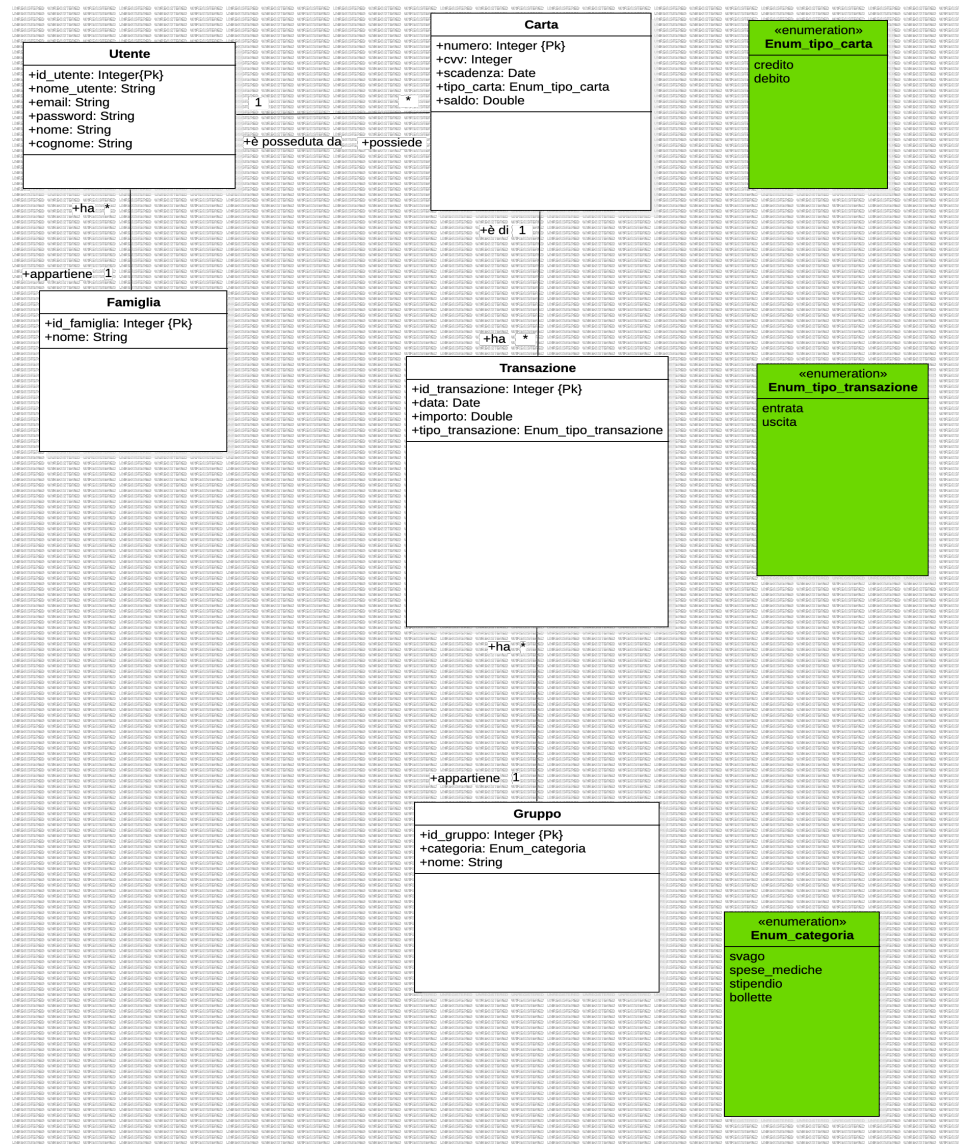 Utente
+id_utente: Integer{Pk}
+nome_utente: String
+email: String
+password: String
+nome: String
+cognome: String
Carta
+numero: Integer {Pk}
+cvv: Integer
+scadenza: Date
+tipo_carta: Enum_tipo_carta
+saldo: Double
«enumeration»
Enum_tipo_carta
credito
debito
1
*
+è posseduta da
+possiede
+ha *
+appartiene 1
Famiglia
+id_famiglia: Integer {Pk}
+nome: String
+è di 1
+ha *
Transazione
+id_transazione: Integer {Pk}
+data: Date
+importo: Double
+tipo_transazione: Enum_tipo_transazione
«enumeration»
Enum_tipo_transazione
entrata
uscita
+ha *
+appartiene 1
Gruppo
+id_gruppo: Integer {Pk}
+categoria: Enum_categoria
+nome: String
«enumeration»
Enum_categoria
svago
spese_mediche
stipendio
bollette